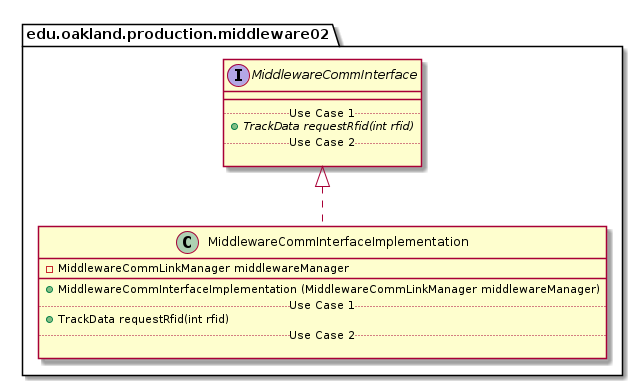 edu.oakland.production.middleware02
I MiddlewareCommInterface
Use Case 1
TrackData requestRfid(int rfid)
Use Case 2
C MiddlewareCommInterfaceImplementation
MiddlewareCommLinkManager middlewareManager
MiddlewareCommInterfaceImplementation (MiddlewareCommLinkManager middlewareManager)
Use Case 1
TrackData requestRfid(int rfid)
Use Case 2